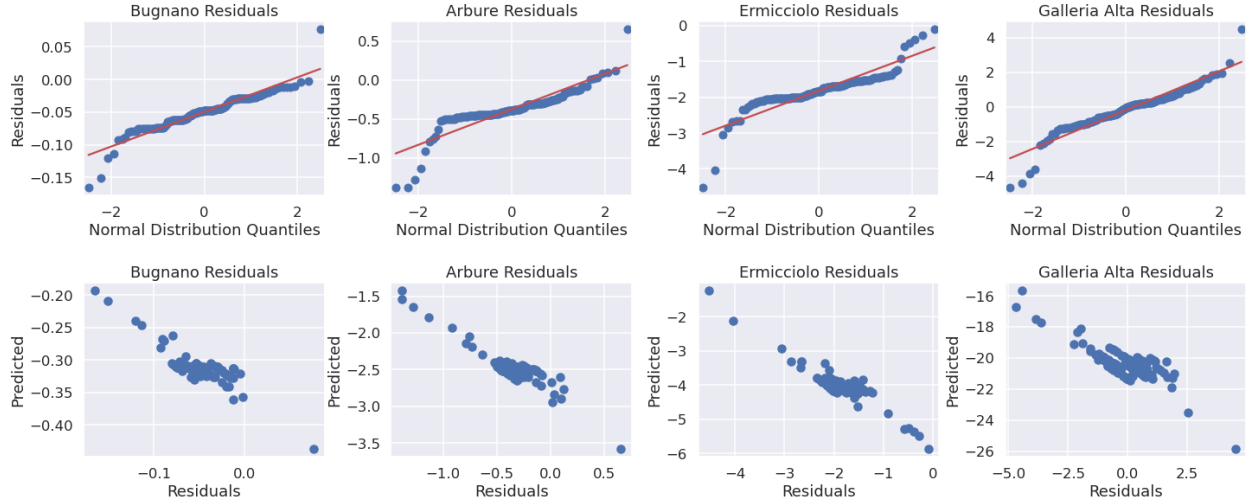 Bugnano Residuals
Residuals
0.05
0.00
−0.05
−0.10
−0.15
−2
0
2
Normal Distribution Quantiles
Arbure Residuals
Residuals
0.5
0.0
−0.5
−1.0
−2
0
2
Normal Distribution Quantiles
Ermicciolo Residuals
Residuals
0
−1
−2
−3
−4
−2
0
2
Normal Distribution Quantiles
Galleria Alta Residuals
Residuals
4
2
0
−2
−4
−2
0
2
Normal Distribution Quantiles
Bugnano Residuals
Predicted
−0.20
−0.25
−0.30
−0.35
−0.40
−0.1
0.0
Residuals
Arbure Residuals
Predicted
−1.5
−2.0
−2.5
−3.0
−3.5
−1.0
−0.5
0.0
0.5
Residuals
Ermicciolo Residuals
Predicted
−2
−3
−4
−5
−6
−4
−3
−2
−1
0
Residuals
Galleria Alta Residuals
Predicted
−16
−18
−20
−22
−24
−26
−5.0
−2.5
0.0
2.5
Residuals